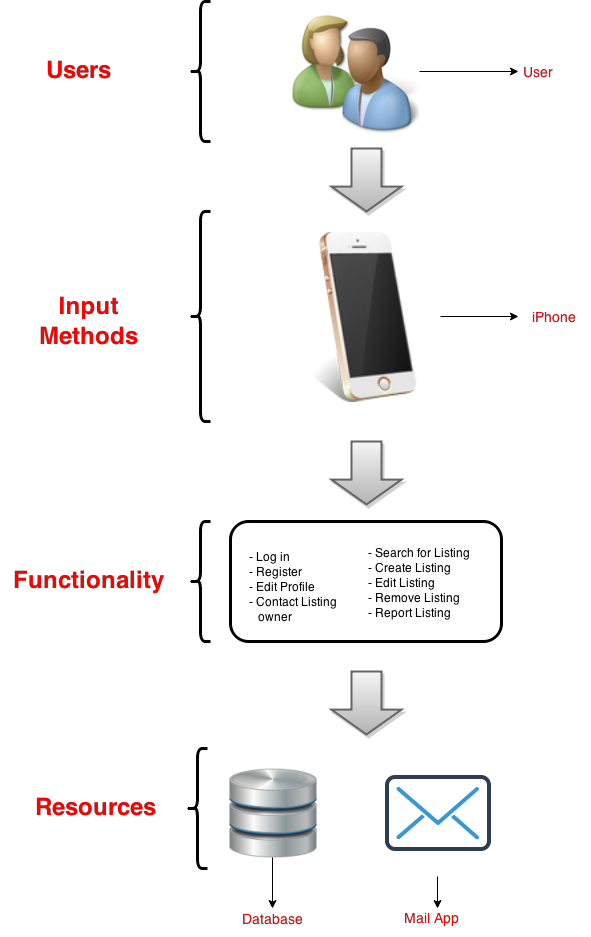 Users
User
Input
Methods
iPhone
Functionality
- Log in
- Register
- Edit Profile
- Contact Listing
owner
- Search for Listing
- Create Listing
- Edit Listing
- Remove Listing
- Report Listing
Resources
Database
Mail App